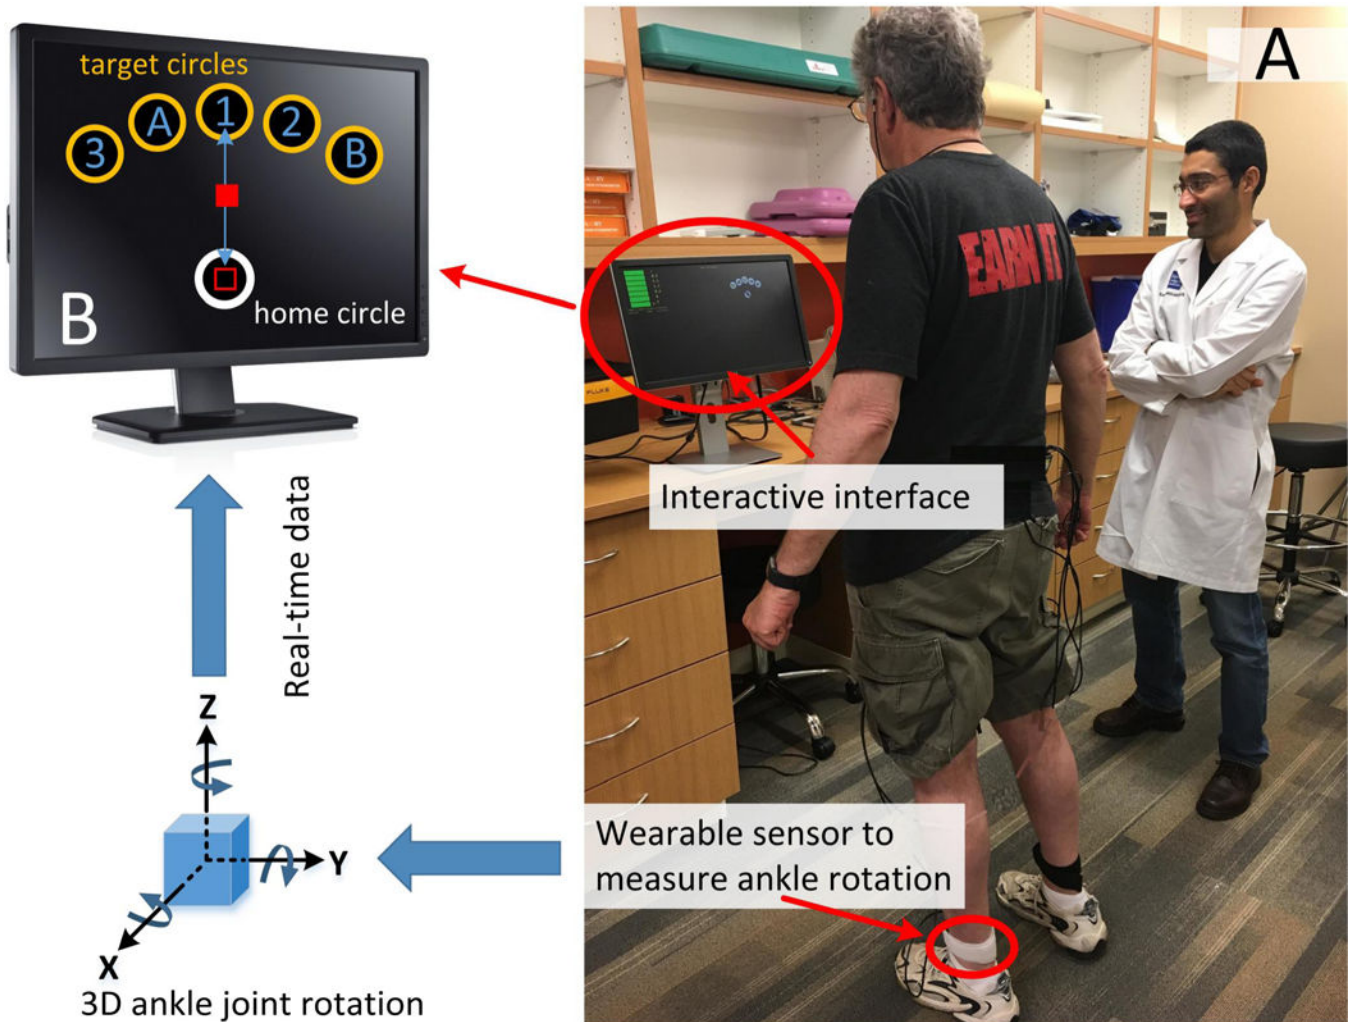 target circles
3
A
1
2
B
home circle
B
Real-time data
Z
Y
X
3D ankle joint rotation
A
EARN IT
FLUKE
Interactive interface
Wearable sensor to
measure ankle rotation